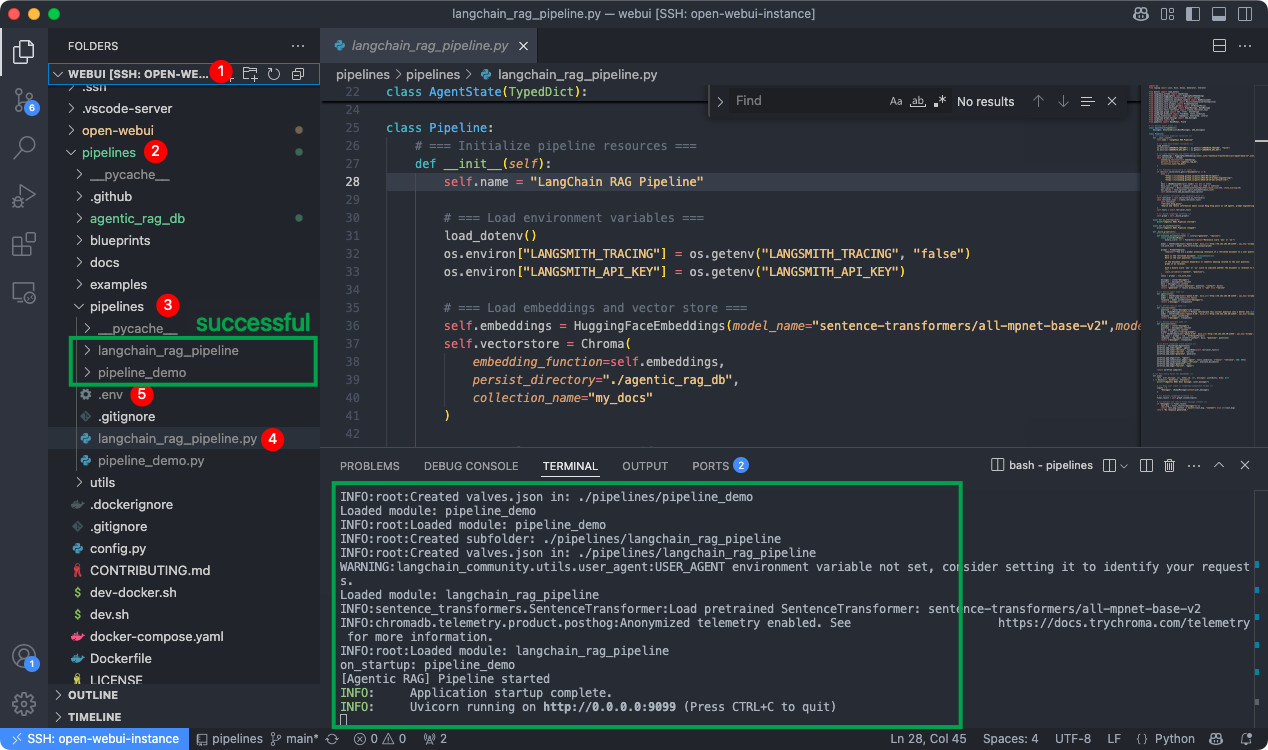 langchain_rag_pipeline.py — webui [SSH: open-webui-instance]
FOLDERS
WEBUI [SSH: OPEN-WE...
1
.ssh
.vscode-server
open-webui
pipelines
2
__pycache__
.github
agentic_rag_db
blueprints
docs
examples
pipelines
3
__pycache__
successful
langchain_rag_pipeline
pipeline_demo
.env
5
.gitignore
langchain_rag_pipeline.py
4
pipeline_demo.py
utils
.dockerignore
.gitignore
config.py
CONTRIBUTING.md
dev-docker.sh
dev.sh
docker-compose.yaml
Dockerfile
LICENSE
OUTLINE
TIMELINE
6
1
langchain_rag_pipeline.py
pipelines > pipelines > langchain_rag_pipeline.py
Find
Aa ab .* No results
22 class AgentState(TypedDict):
24
25 class Pipeline:
26 # === Initialize pipeline resources ===
27 def __init__(self):
28 self.name = "LangChain RAG Pipeline"
29
30 # === Load environment variables ===
31 load_dotenv()
32 os.environ["LANGSMITH_TRACING"] = os.getenv("LANGSMITH_TRACING", "false")
33 os.environ["LANGSMITH_API_KEY"] = os.getenv("LANGSMITH_API_KEY")
34
35 # === Load embeddings and vector store ===
36 self.embeddings = HuggingFaceEmbeddings(model_name="sentence-transformers/all-mpnet-base-v2",mode
37 self.vectorstore = Chroma(
38 embedding_function=self.embeddings,
39 persist_directory="./agentic_rag_db",
40 collection_name="my_docs"
41 )
42
PROBLEMS DEBUG CONSOLE TERMINAL OUTPUT PORTS 2
bash - pipelines
INFO:root:Created valves.json in: ./pipelines/pipeline_demo
Loaded module: pipeline_demo
INFO:root:Loaded module: pipeline_demo
INFO:root:Created subfolder: ./pipelines/langchain_rag_pipeline
INFO:root:Created valves.json in: ./pipelines/langchain_rag_pipeline
WARNING:langchain_community.utils.user_agent:USER_AGENT environment variable not set, consider setting it to identify your request
s.
Loaded module: langchain_rag_pipeline
INFO:sentence_transformers.SentenceTransformer:Load pretrained SentenceTransformer: sentence-transformers/all-mpnet-base-v2
INFO:chromadb.telemetry.product.posthog:Anonymized telemetry enabled. See https://docs.trychroma.com/telemetry
for more information.
INFO:root:Loaded module: langchain_rag_pipeline
on_startup: pipeline_demo
[Agentic RAG] Pipeline started
INFO: Application startup complete.
INFO: Uvicorn running on http://0.0.0.0:9099 (Press CTRL+C to quit)
SSH: open-webui-instance
pipelines
main*
0
0
2
Ln 28, Col 45
Spaces: 4
UTF-8
LF
{ } Python